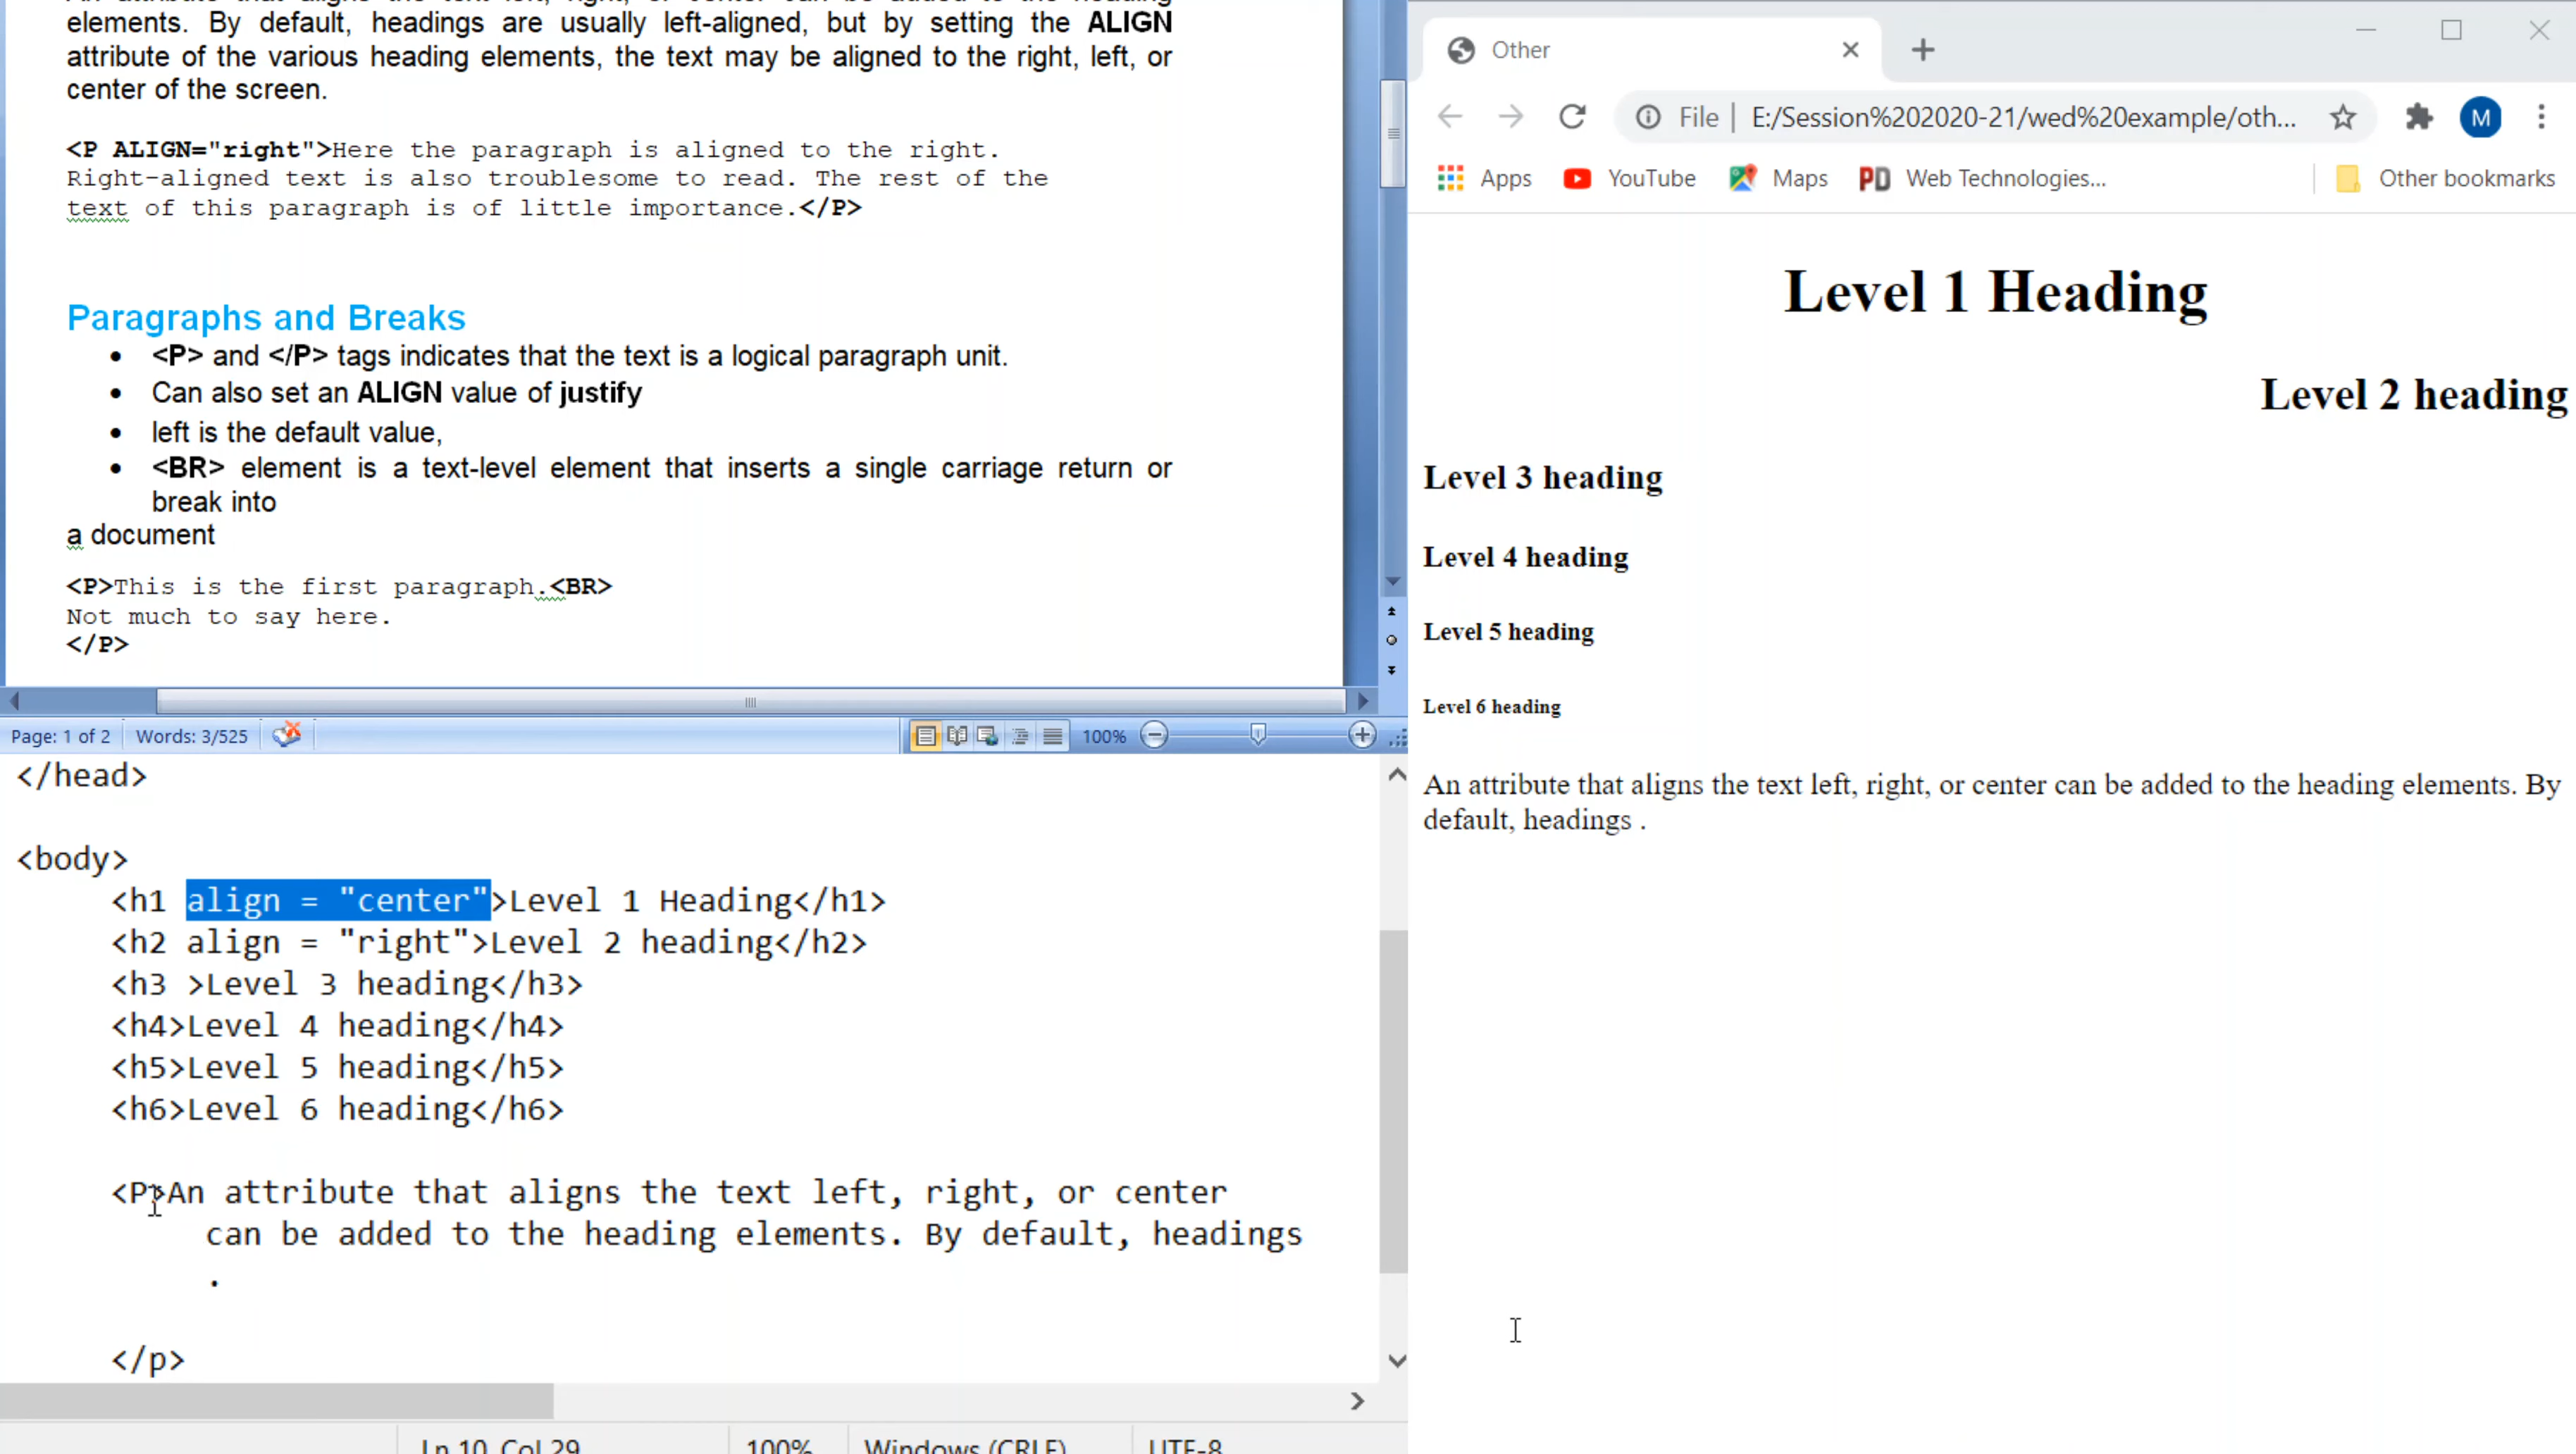 elements. By default, headings are usually left-aligned, but by setting the ALIGN
attribute of the various heading elements, the text may be aligned to the right, left, or
center of the screen.
<P ALIGN="right">Here the paragraph is aligned to the right.
Right-aligned text is also troublesome to read. The rest of the
text of this paragraph is of little importance.</P>
Paragraphs and Breaks
• <P> and </P> tags indicates that the text is a logical paragraph unit.
• Can also set an ALIGN value of justify
• left is the default value,
• <BR> element is a text-level element that inserts a single carriage return or
break into
a document
<P>This is the first paragraph.<BR>
Not much to say here.
</P>
Page: 1 of 2 Words: 3/525 100%
</head>
<body>
<h1 align = "center">Level 1 Heading</h1>
<h2 align = "right">Level 2 heading</h2>
<h3 >Level 3 heading</h3>
<h4>Level 4 heading</h4>
<h5>Level 5 heading</h5>
<h6>Level 6 heading</h6>
<P>An attribute that aligns the text left, right, or center
can be added to the heading elements. By default, headings
.
</p>
Ln 10, Col 29 100% Windows (CRLF) UTF-8
Other
File E:/Session%202020-21/wed%20example/oth...
M
Apps YouTube Maps PD Web Technologies... Other bookmarks
Level 1 Heading
Level 2 heading
Level 3 heading
Level 4 heading
Level 5 heading
Level 6 heading
An attribute that aligns the text left, right, or center can be added to the heading elements. By
default, headings .